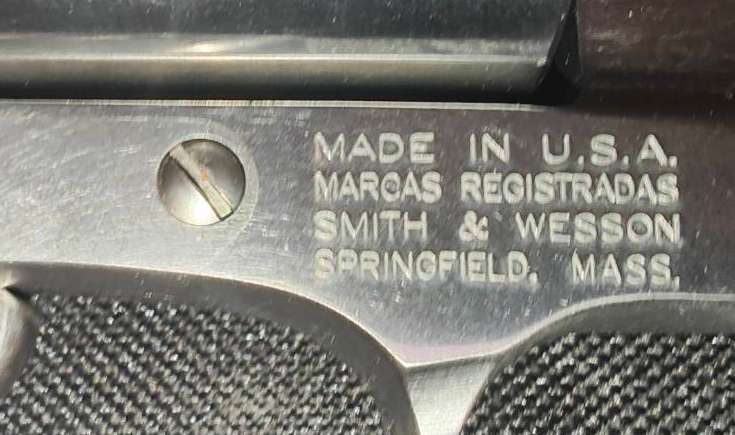 MADE IN U.S.A.
MARCAS REGISTRADAS
SMITH & WESSON
SPRINGFIELD, MASS.